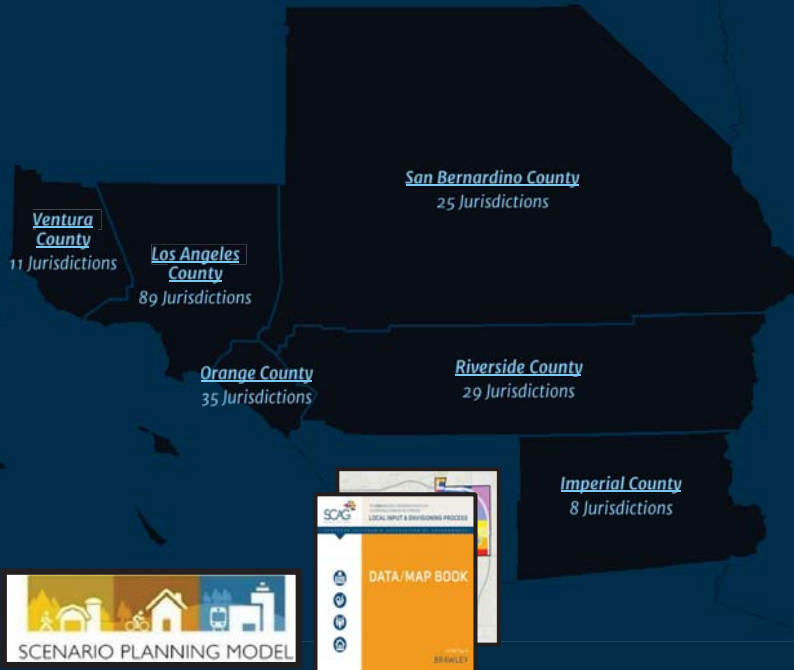 San Bernardino County
25 Jurisdictions
Ventura
County
11 Jurisdictions
Los Angeles
County
89 Jurisdictions
Orange County
35 Jurisdictions
Riverside County
29 Jurisdictions
Imperial County
8 Jurisdictions
SCAG
LOCAL INPUT & ENVISIONING PROCESS
DATA/MAP BOOK
BRAWLEY
SCENARIO PLANNING MODEL